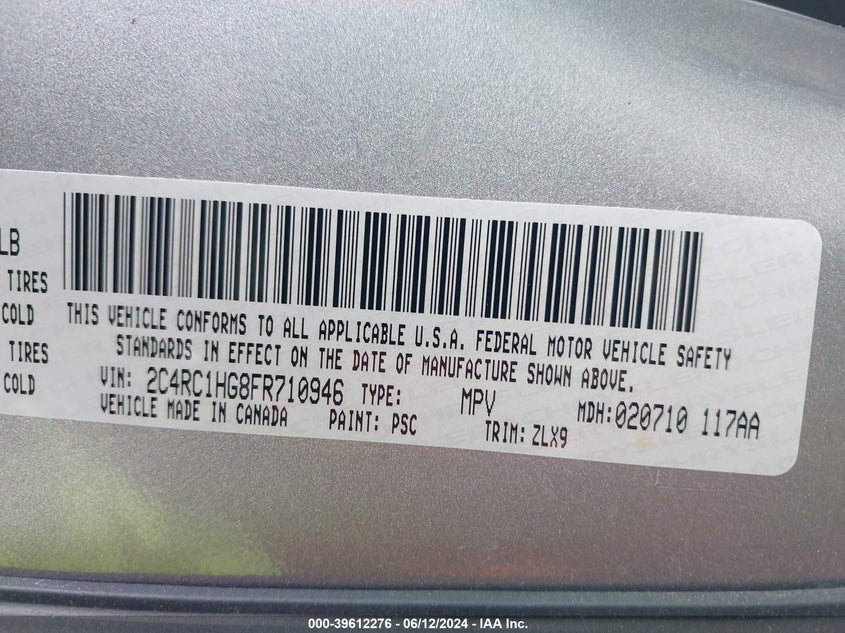 LB
TIRES
COLD
TIRES
COLD
THIS VEHICLE CONFORMS TO ALL APPLICABLE U.S.A. FEDERAL MOTOR VEHICLE SAFETY
STANDARDS IN EFFECT ON THE DATE OF MANUFACTURE SHOWN ABOVE.
VIN: 2C4RC1HG8FR710946 TYPE: MPV MDH:020710 117AA
VEHICLE MADE IN CANADA PAINT: PSC TRIM: ZLX9
000-39612276 - 06/12/2024 - IAA Inc.